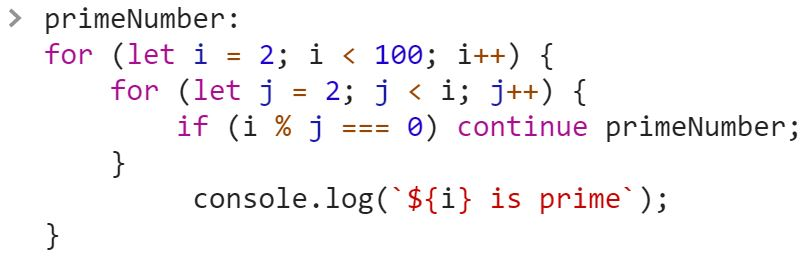 > primeNumber:
for (let i = 2; i < 100; i++) {
    for (let j = 2; j < i; j++) {
        if (i % j === 0) continue primeNumber;
    }
         console.log(`${i} is prime`);
}